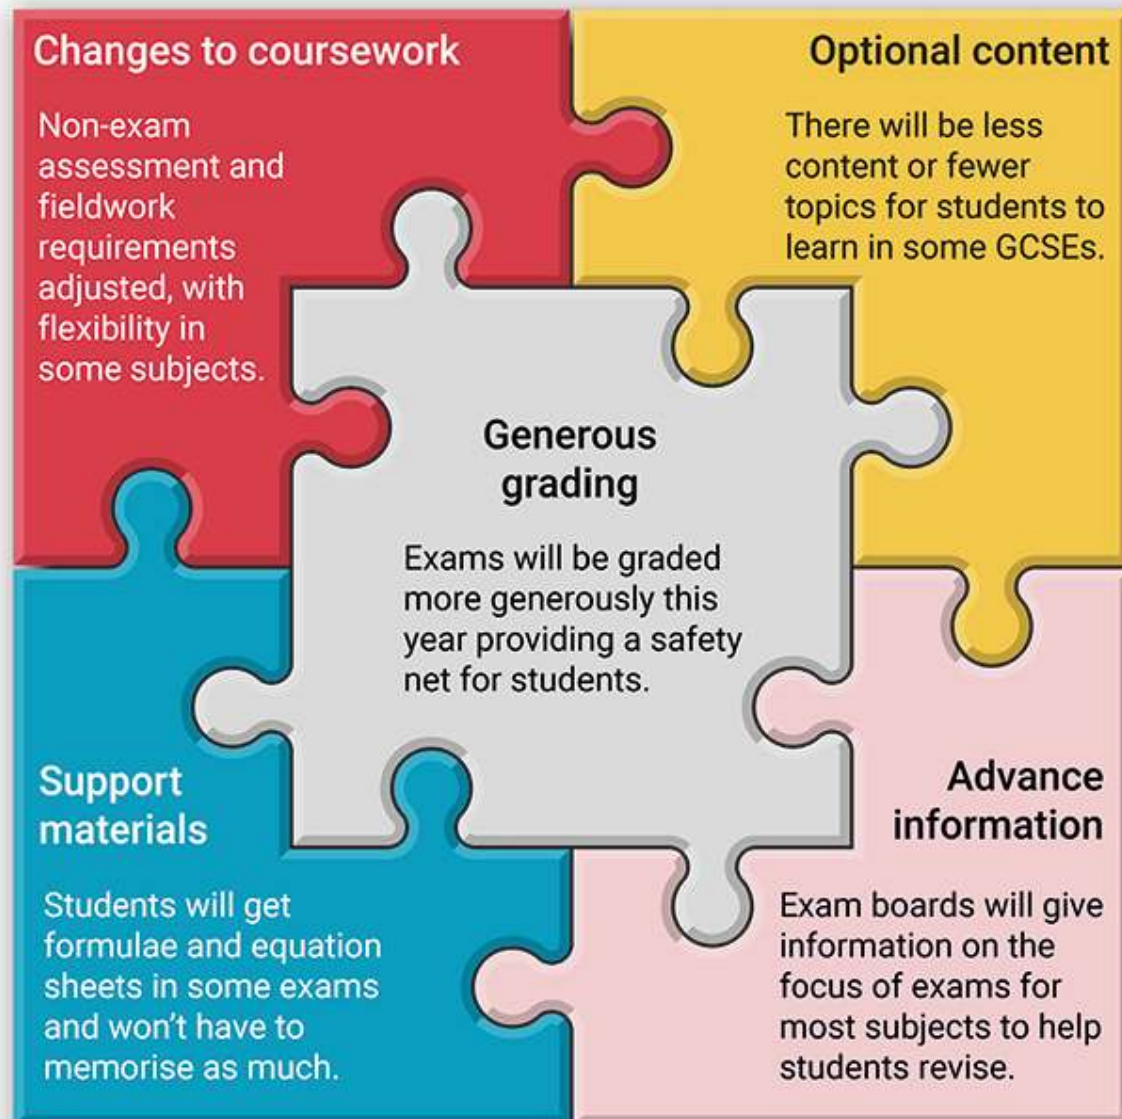 Changes to coursework
Non-exam
assessment and
fieldwork
requirements
adjusted, with
flexibility in
some subjects.
Optional content
There will be less
content or fewer
topics for students to
learn in some GCSEs.
Generous
grading
Exams will be graded
more generously this
year providing a safety
net for students.
Support
materials
Students will get
formulae and equation
sheets in some exams
and won't have to
memorise as much.
Advance
information
Exam boards will give
information on the
focus of exams for
most subjects to help
students revise.